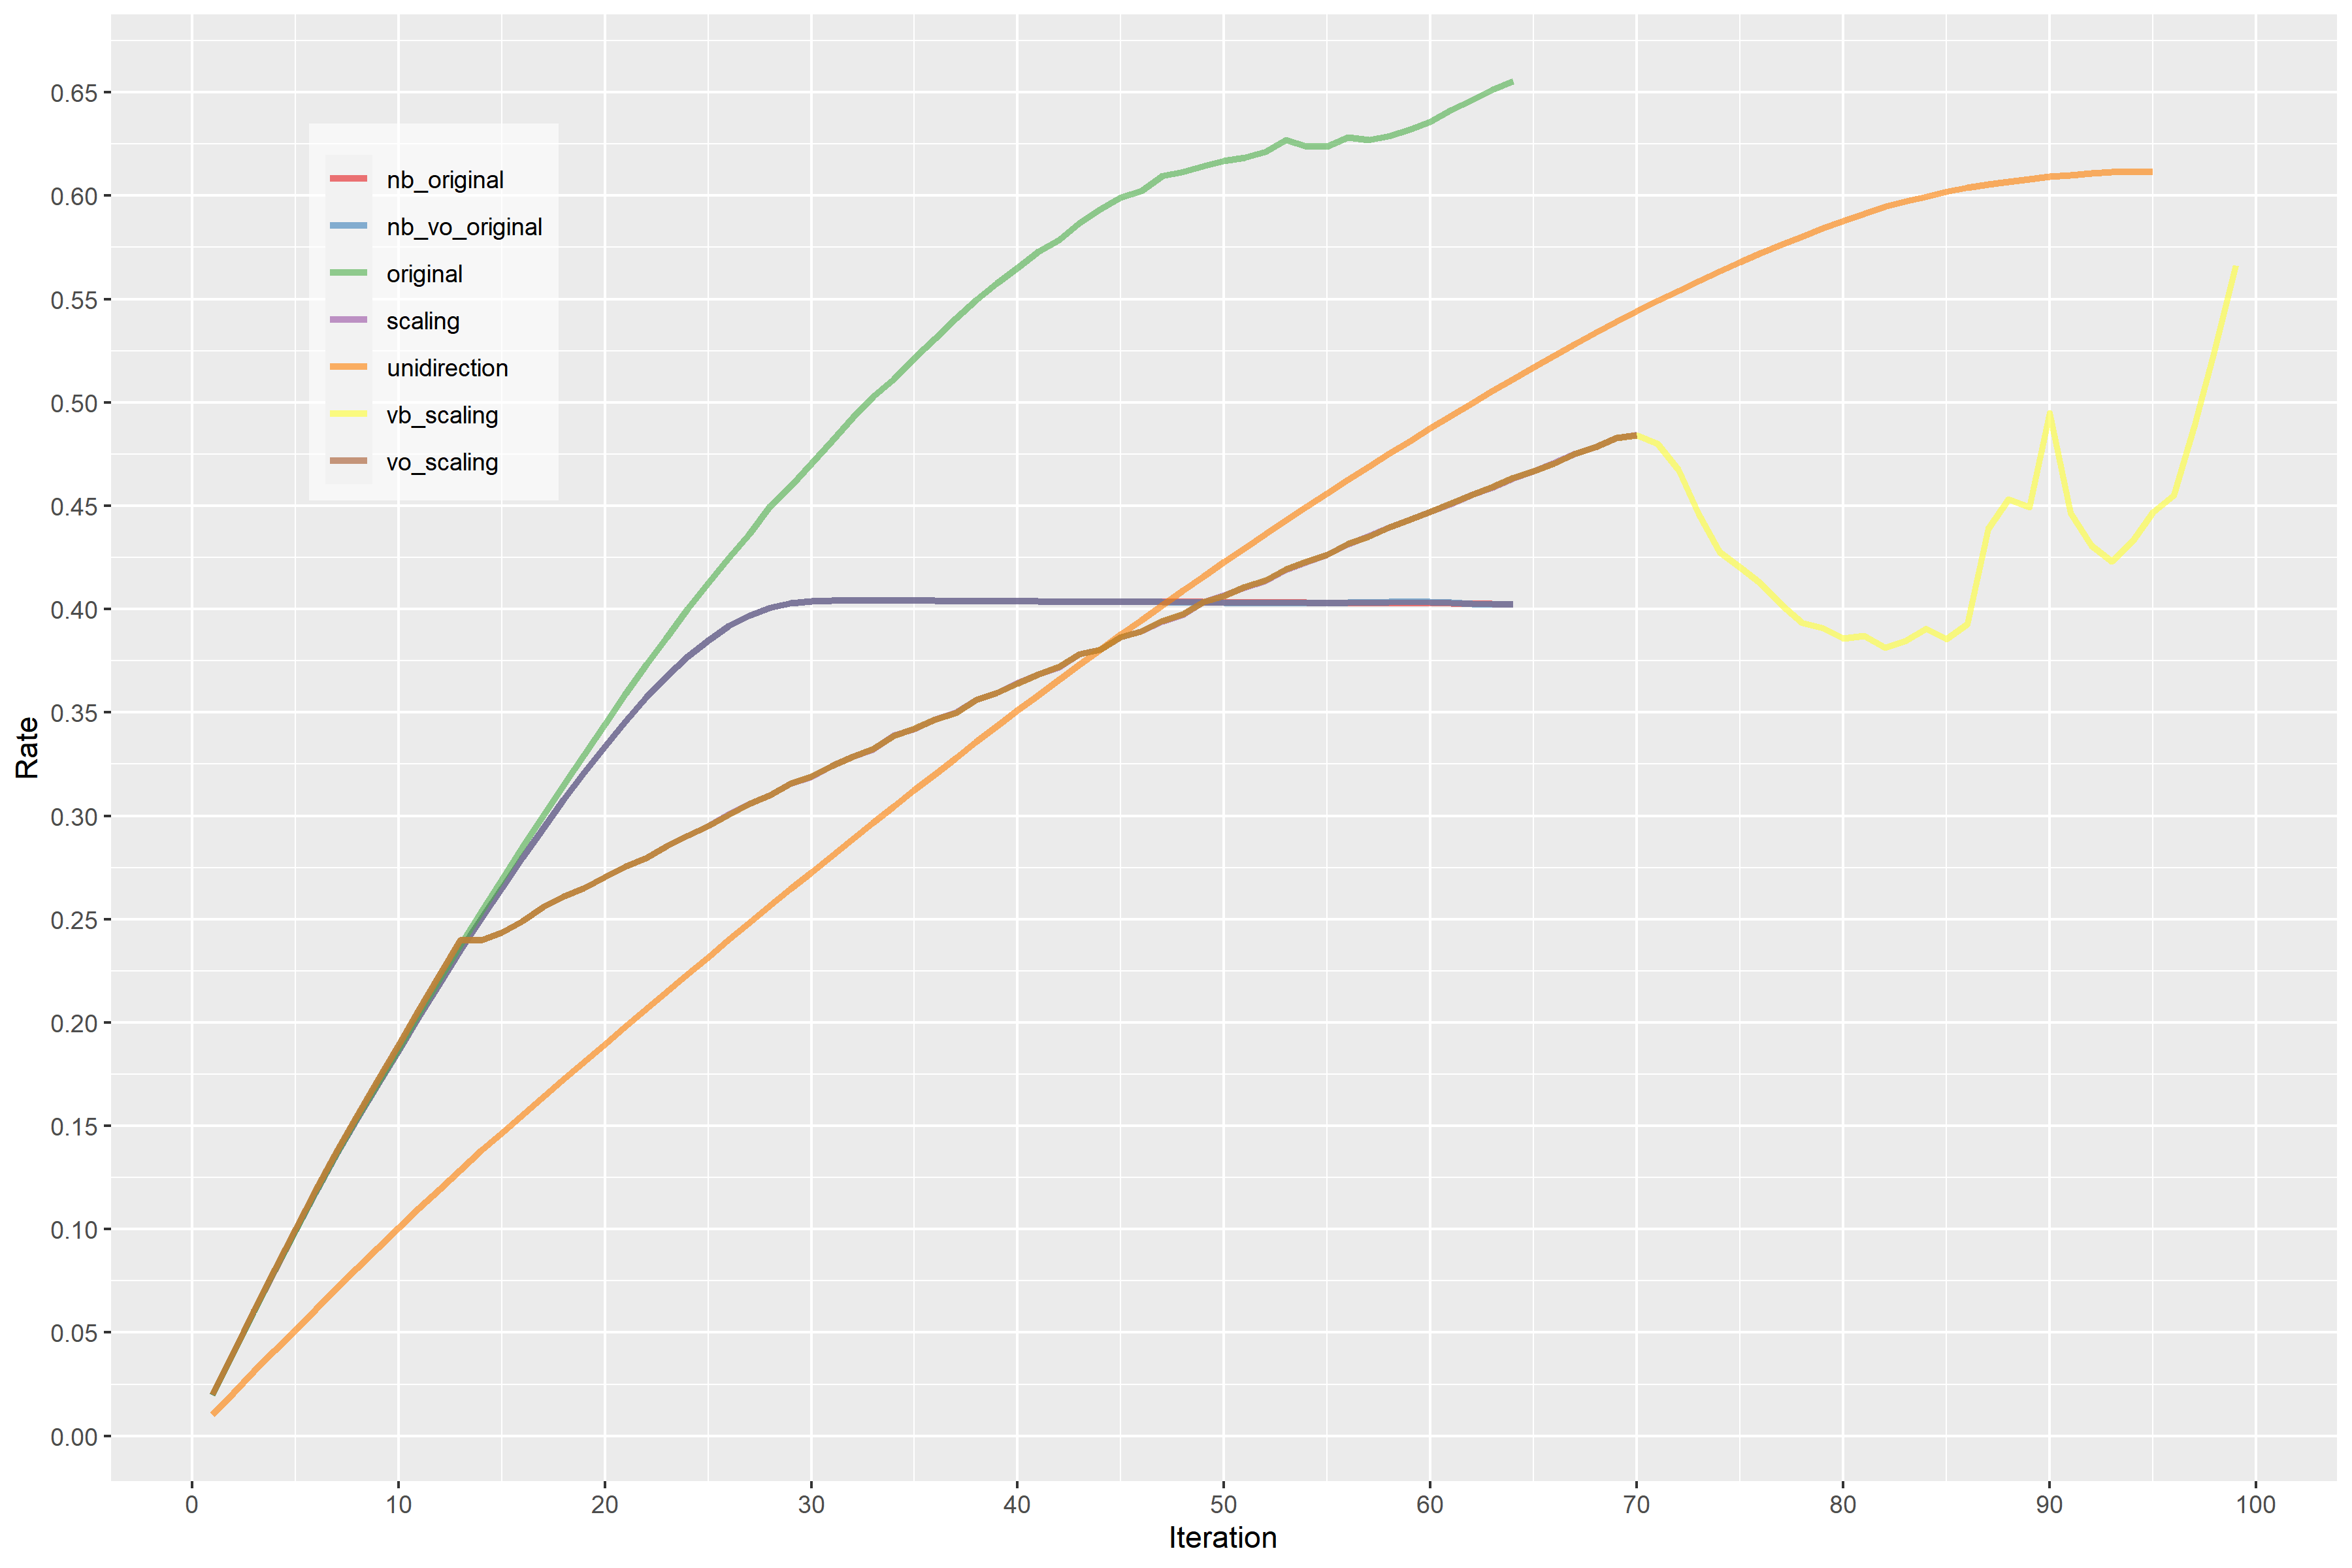 0.65
0.60
0.55
0.50
0.45
0.40
0.35
0.30
0.25
0.20
0.15
0.10
0.05
0.00
Rate
nb_original
nb_vo_original
original
scaling
unidirection
vb_scaling
vo_scaling
0 10 20 30 40 50 60 70 80 90 100
Iteration